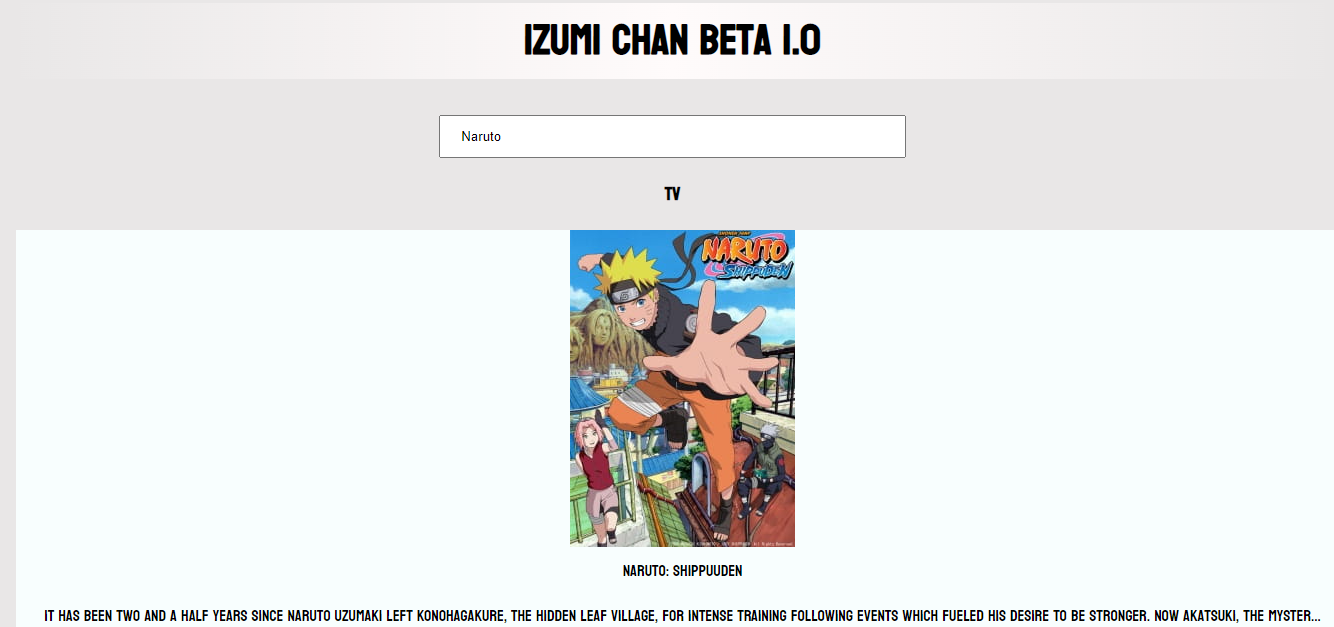 IZUMI CHAN BETA 1.0
Naruto
TV
SHONEN JUMP
NARUTO
SHIPPUDEN
NARUTO: SHIPPUUDEN
IT HAS BEEN TWO AND A HALF YEARS SINCE NARUTO UZUMAKI LEFT KONOHAGAKURE, THE HIDDEN LEAF VILLAGE, FOR INTENSE TRAINING FOLLOWING EVENTS WHICH FUELED HIS DESIRE TO BE STRONGER. NOW AKATSUKI, THE MYSTER...